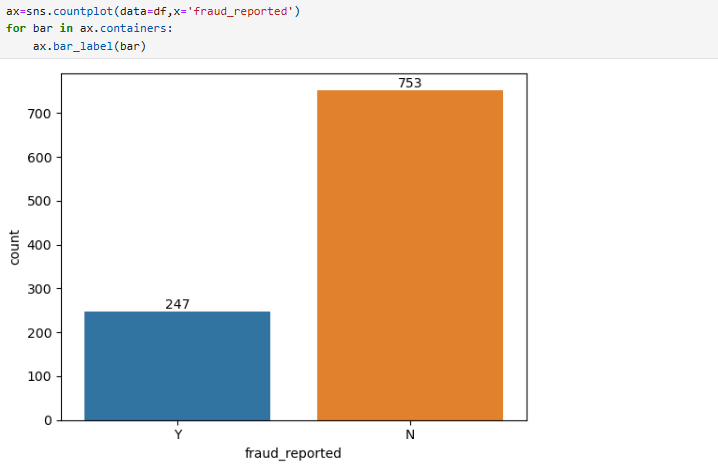 ax=sns.countplot(data=df,x='fraud_reported')
for bar in ax.containers:
    ax.bar_label(bar)
753
700
600
500
400
300
247
200
100
0
count
Y N
fraud_reported